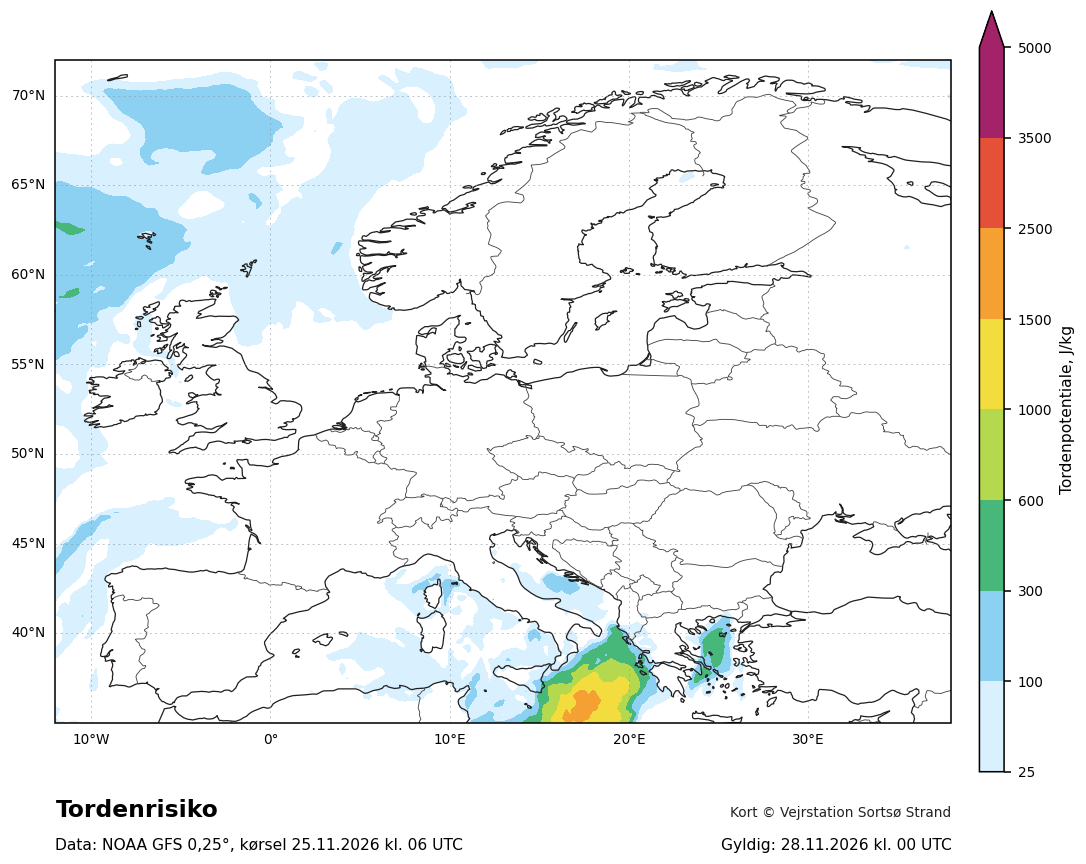 5000
3500
2500
1500
1000
600
300
100
25
Tordenpotentiale, J/kg
70°N
65°N
60°N
55°N
50°N
45°N
40°N
10°W
0°
10°E
20°E
30°E
Tordenrisiko
Kort © Vejrstation Sortsø Strand
Data: NOAA GFS 0,25°, kørsel 25.11.2026 kl. 06 UTC
Gyldig: 28.11.2026 kl. 00 UTC